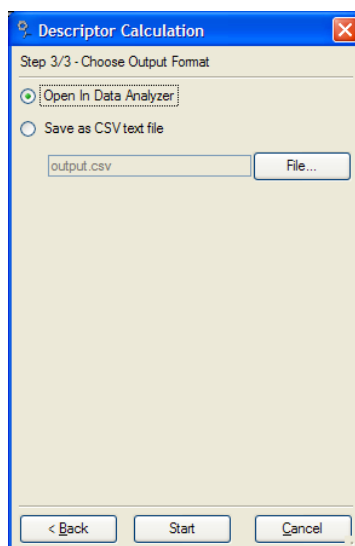 Descriptor Calculation
Step 3/3 - Choose Output Format
Open In Data Analyzer
Save as CSV text file
output.csv File...
< Back Start Cancel